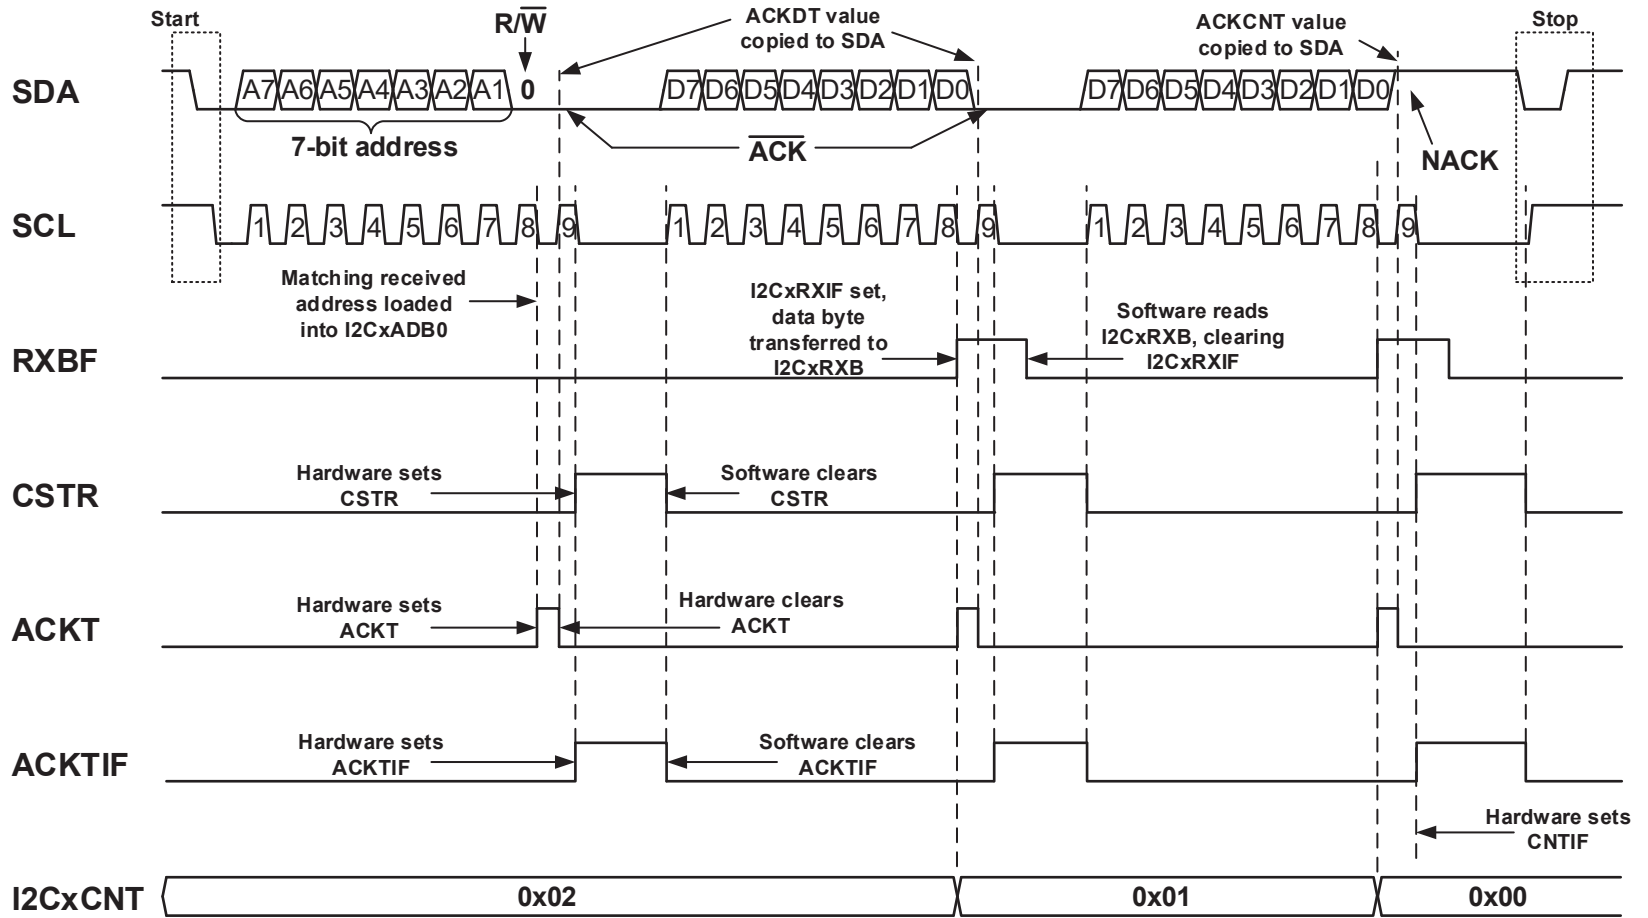 Start
R/W
ACKDT value
copied to SDA
ACKCNT value
copied to SDA
Stop
SDA
A7 A6 A5 A4 A3 A2 A1 0
D7 D6 D5 D4 D3 D2 D1 D0
D7 D6 D5 D4 D3 D2 D1 D0
7-bit address
ACK
NACK
SCL
1 2 3 4 5 6 7 8 9
1 2 3 4 5 6 7 8 9
1 2 3 4 5 6 7 8 9
Matching received
address loaded
into I2CxADB0
I2CxRXIF set,
data byte
transferred to
I2CxRXB
Software reads
I2CxRXB, clearing
I2CxRXIF
RXBF
CSTR
Hardware sets
CSTR
Software clears
CSTR
ACKT
Hardware sets
ACKT
Hardware clears
ACKT
ACKTIF
Hardware sets
ACKTIF
Software clears
ACKTIF
Hardware sets
CNTIF
I2CxCNT
0x02
0x01
0x00